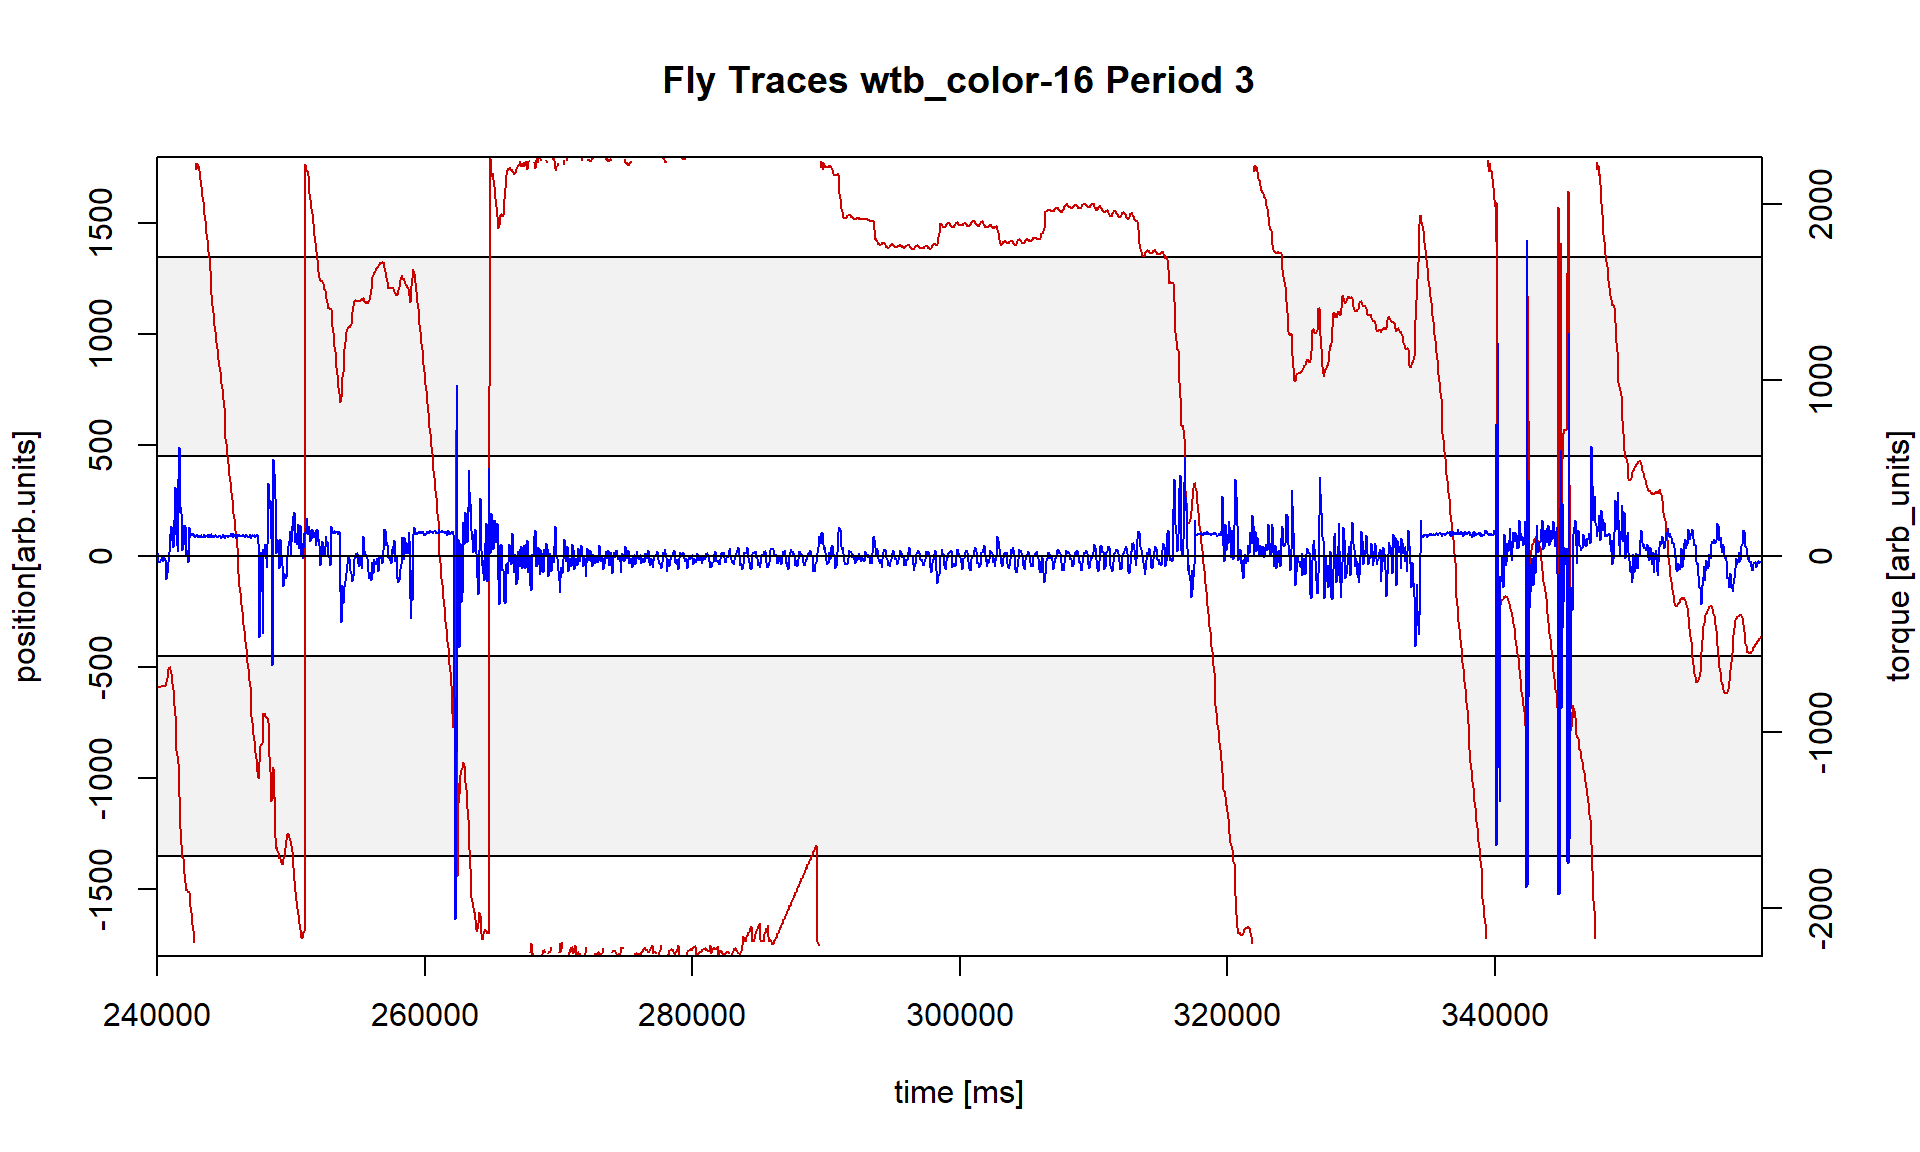 Fly Traces wtb_color-16 Period 3
position[arb.units]
1500
1000
500
0
-500
-1000
-1500
2000
1000
0
-1000
-2000
torque [arb_units]
240000 260000 280000 300000 320000 340000
time [ms]